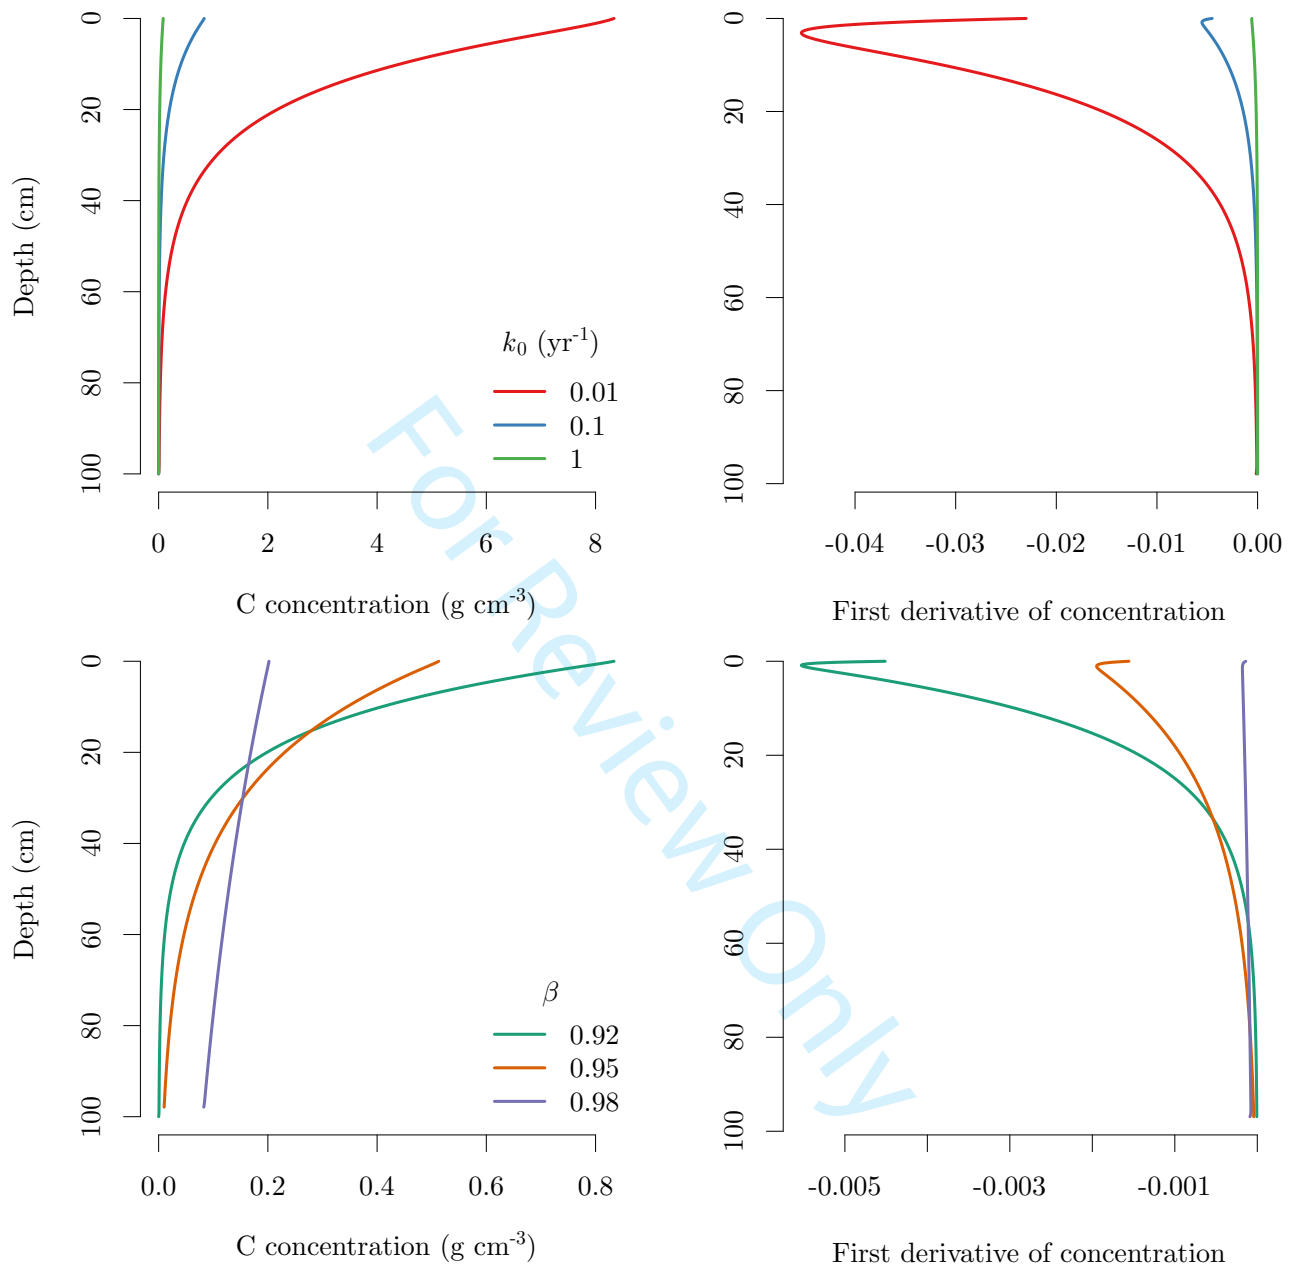 Depth (cm)
0
20
40
60
80
100
k0 (yr-1)
0.01
0.1
1
0 2 4 6 8
C concentration (g cm-3)
0
20
40
60
80
100
-0.04 -0.03 -0.02 -0.01 0.00
First derivative of concentration
Depth (cm)
0
20
40
60
80
100
β
0.92
0.95
0.98
0.0 0.2 0.4 0.6 0.8
C concentration (g cm-3)
0
20
40
60
80
100
-0.005 -0.003 -0.001
First derivative of concentration
For Review Only